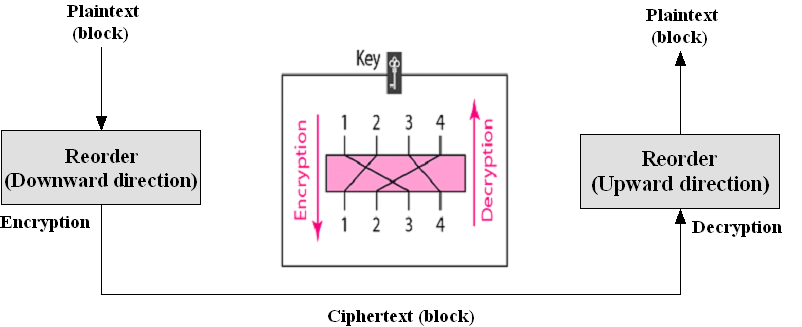 Plaintext
(block)
Plaintext
(block)
Key
Encryption
1 2 3 4
Decryption
1 2 3 4
Reorder
(Downward direction)
Reorder
(Upward direction)
Encryption
Decryption
Ciphertext (block)